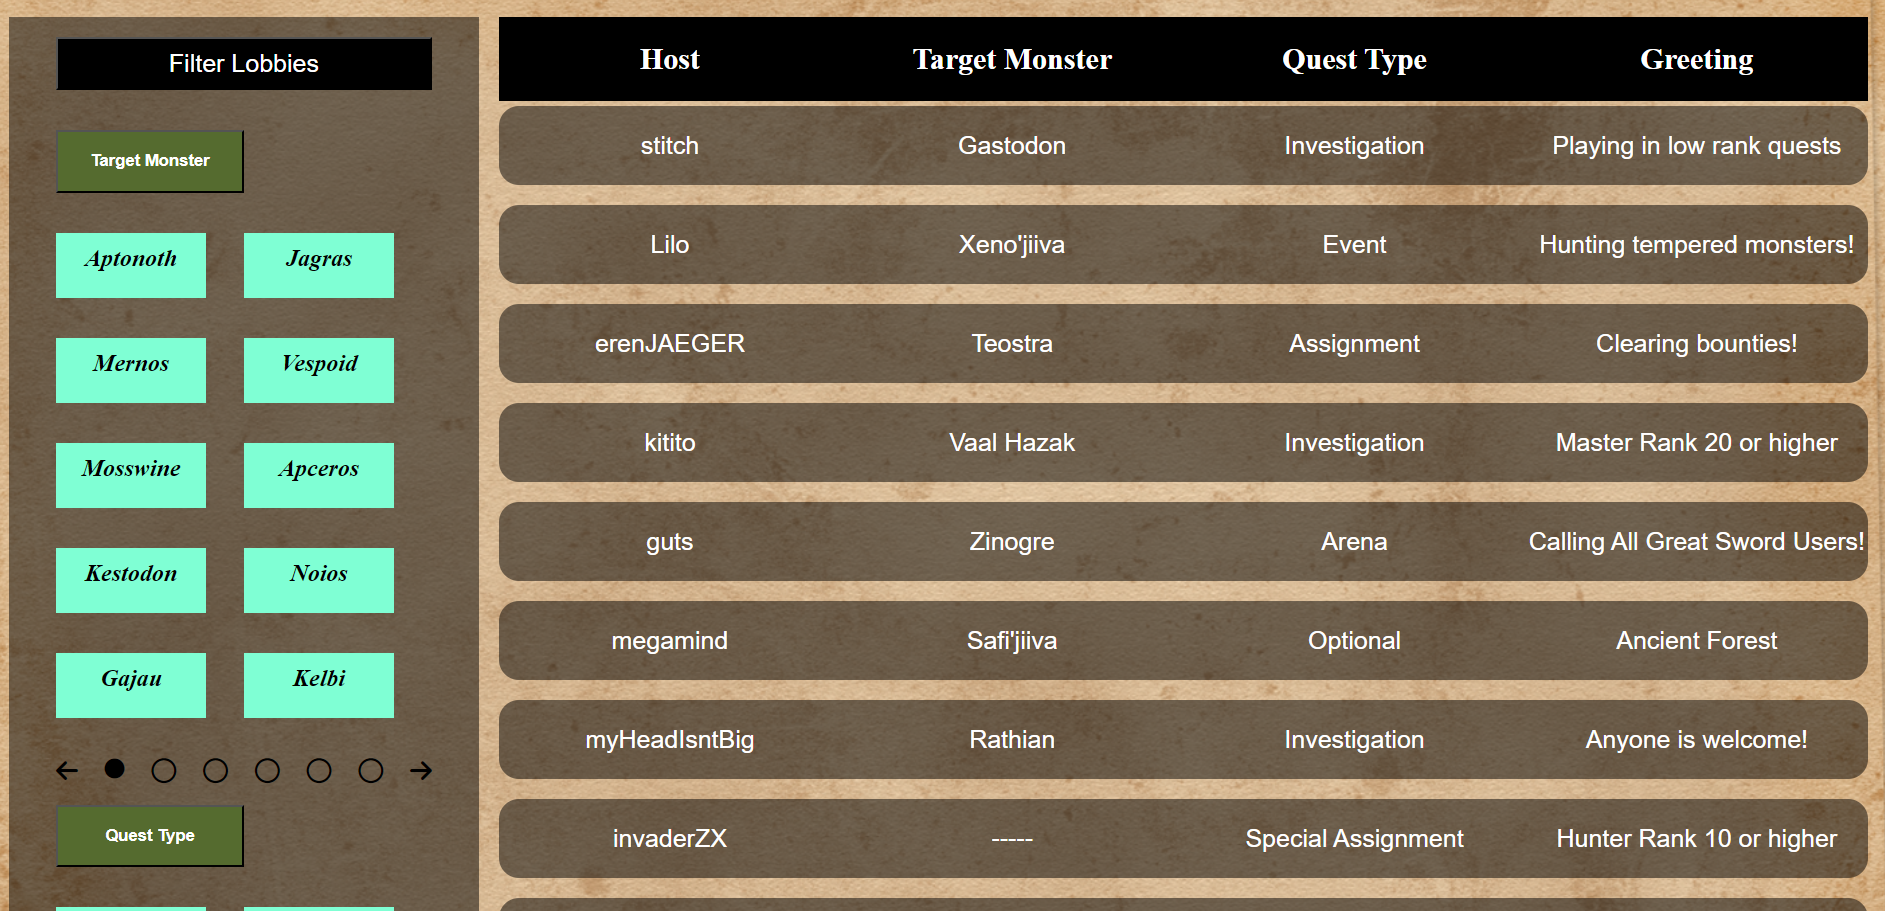 Filter Lobbies
Target Monster
Aptonoth Jagras
Mernos Vespoid
Mosswine Apceros
Kestodon Noios
Gajau Kelbi
Quest Type
Host Target Monster Quest Type Greeting
stitch Gastodon Investigation Playing in low rank quests
Lilo Xeno'jiiva Event Hunting tempered monsters!
erenJAEGER Teostra Assignment Clearing bounties!
kitito Vaal Hazak Investigation Master Rank 20 or higher
guts Zinogre Arena Calling All Great Sword Users!
megamind Safi'jiiva Optional Ancient Forest
myHeadIsntBig Rathian Investigation Anyone is welcome!
invaderZX ----- Special Assignment Hunter Rank 10 or higher